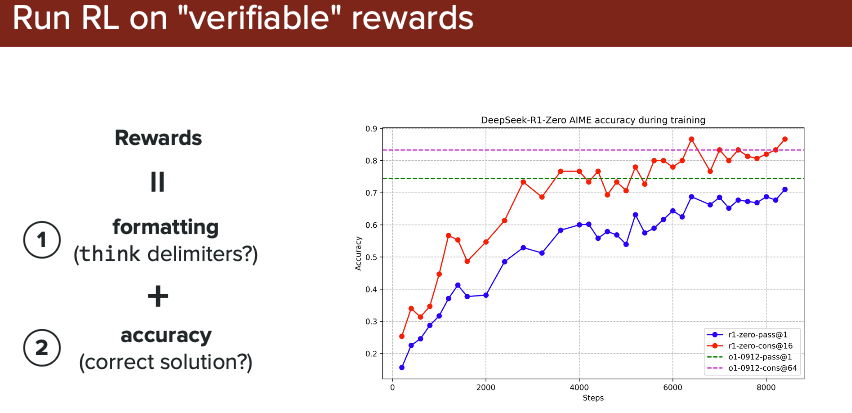 Run RL on "verifiable" rewards
Rewards
=
1
formatting
(think delimiters?)
+
2
accuracy
(correct solution?)
DeepSeek-R1-Zero AIME accuracy during training
Accuracy
0.9
0.8
0.7
0.6
0.5
0.4
0.3
0.2
0
2000
4000
6000
8000
Steps
r1-zero-pass@1
r1-zero-cons@16
o1-0912-pass@1
o1-0912-cons@64